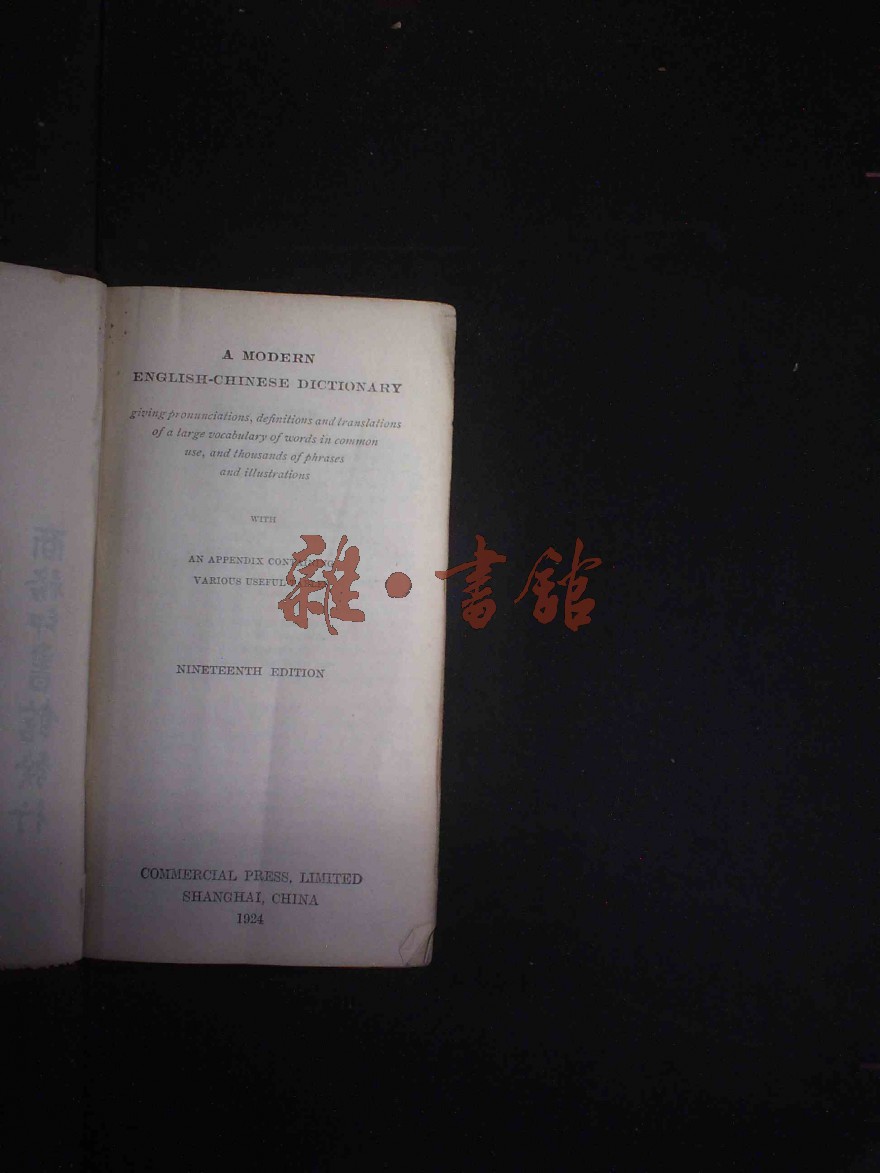 A MODERN
ENGLISH-CHINESE DICTIONARY
giving pronunciations, definitions and translations
of a large vocabulary of words in common
use, and thousands of phrases
and illustrations
WITH
AN APPENDIX CONTAINING
VARIOUS USEFUL
雜·書館
NINETEENTH EDITION
COMMERCIAL PRESS, LIMITED
SHANGHAI, CHINA
1924